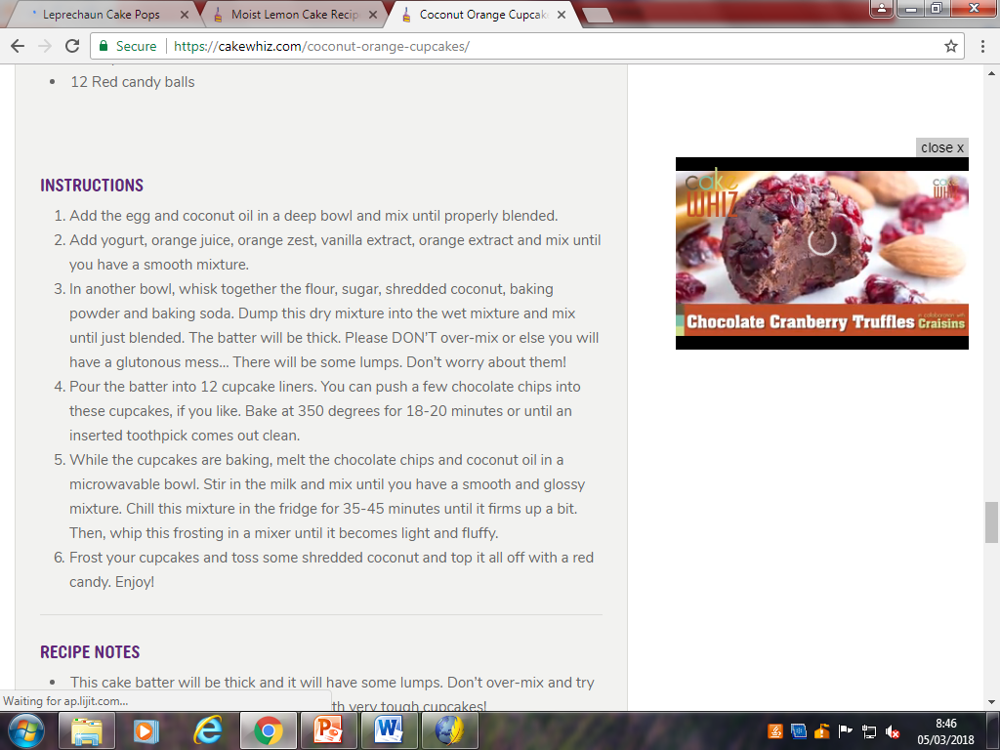 Leprechaun Cake Pops
Moist Lemon Cake Recip
Coconut Orange Cupcak
Secure
https://cakewhiz.com/coconut-orange-cupcakes/
12 Red candy balls
close x
cake WHIZ
cake WHIZ
Chocolate Cranberry Truffles in collaboration with Craisins
INSTRUCTIONS
1. Add the egg and coconut oil in a deep bowl and mix until properly blended.
2. Add yogurt, orange juice, orange zest, vanilla extract, orange extract and mix until
you have a smooth mixture.
3. In another bowl, whisk together the flour, sugar, shredded coconut, baking
powder and baking soda. Dump this dry mixture into the wet mixture and mix
until just blended. The batter will be thick. Please DON'T over-mix or else you will
have a glutonous mess... There will be some lumps. Don't worry about them!
4. Pour the batter into 12 cupcake liners. You can push a few chocolate chips into
these cupcakes, if you like. Bake at 350 degrees for 18-20 minutes or until an
inserted toothpick comes out clean.
5. While the cupcakes are baking, melt the chocolate chips and coconut oil in a
microwavable bowl. Stir in the milk and mix until you have a smooth and glossy
mixture. Chill this mixture in the fridge for 35-45 minutes until it firms up a bit.
Then, whip this frosting in a mixer until it becomes light and fluffy.
6. Frost your cupcakes and toss some shredded coconut and top it all off with a red
candy. Enjoy!
RECIPE NOTES
This cake batter will be thick and it will have some lumps. Don't over-mix and try
th very tough cupcakes!
Waiting for ap.lijit.com...
8:46
05/03/2018